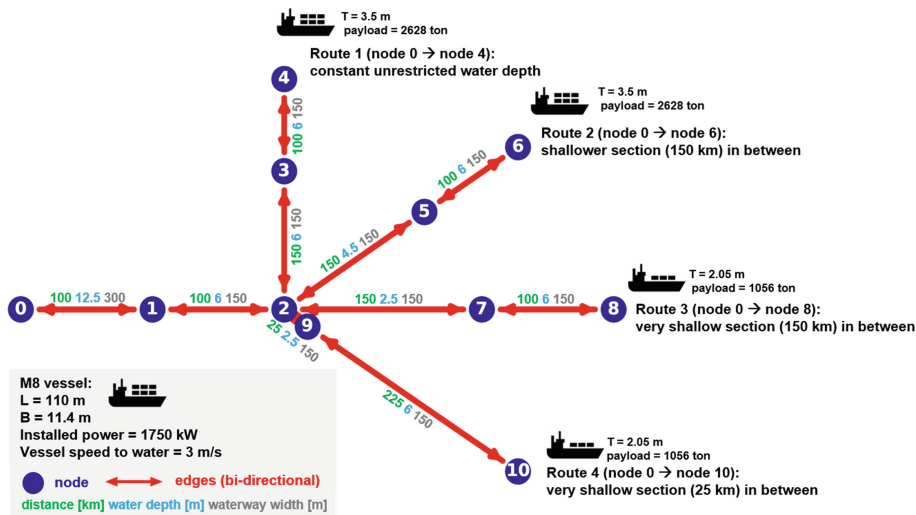 T = 3.5 m
payload = 2628 ton
Route 1 (node 0 → node 4):
constant unrestricted water depth
4
100 6 150
3
150 6 150
T = 3.5 m
payload = 2628 ton
Route 2 (node 0 → node 6):
shallower section (150 km) in between
6
100 6 150
5
150 4.5 150
0
100 12.5 300
1
100 6 150
2
150 2.5 150
7
100 6 150
8
T = 2.05 m
payload = 1056 ton
Route 3 (node 0 → node 8):
very shallow section (150 km) in between
9
25 2.5 150
225 6 150
10
T = 2.05 m
payload = 1056 ton
Route 4 (node 0 → node 10):
very shallow section (25 km) in between
M8 vessel:
L = 110 m
B = 11.4 m
Installed power = 1750 kW
Vessel speed to water = 3 m/s
node
edges (bi-directional)
distance [km] water depth [m] waterway width [m]